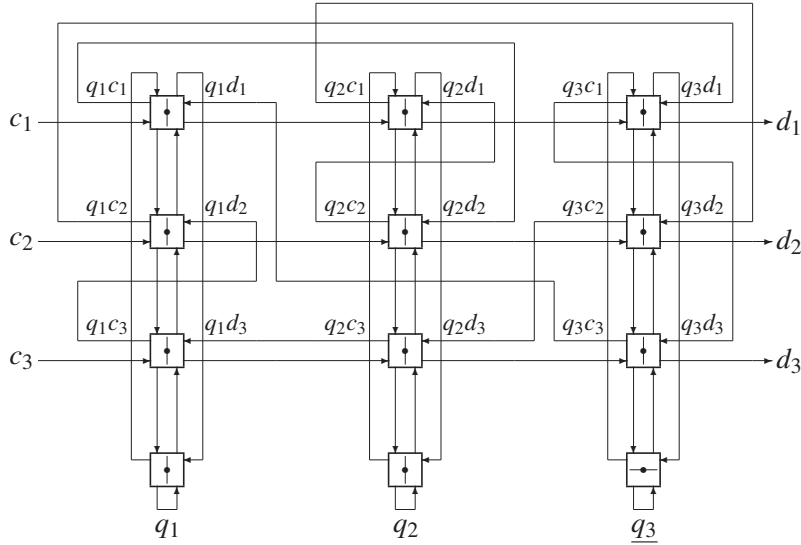 q₁c₁ q₁d₁ q₂c₁ q₂d₁ q₃c₁ q₃d₁
c₁ d₁
q₁c₂ q₁d₂ q₂c₂ q₂d₂ q₃c₂ q₃d₂
c₂ d₂
q₁c₃ q₁d₃ q₂c₃ q₂d₃ q₃c₃ q₃d₃
c₃ d₃
q₁ q₂ q₃